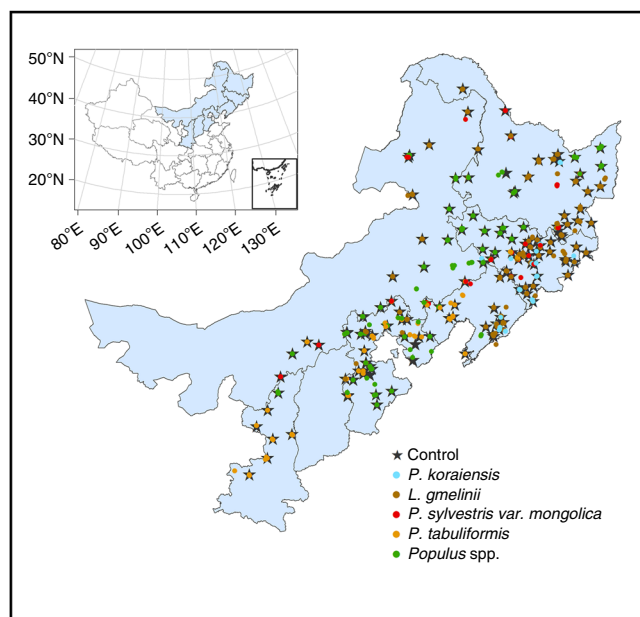 50°N
40°N
30°N
20°N
80°E 90°E 100°E 110°E 120°E 130°E
Control
P. koraiensis
L. gmelinii
P. sylvestris var. mongolica
P. tabuliformis
Populus spp.